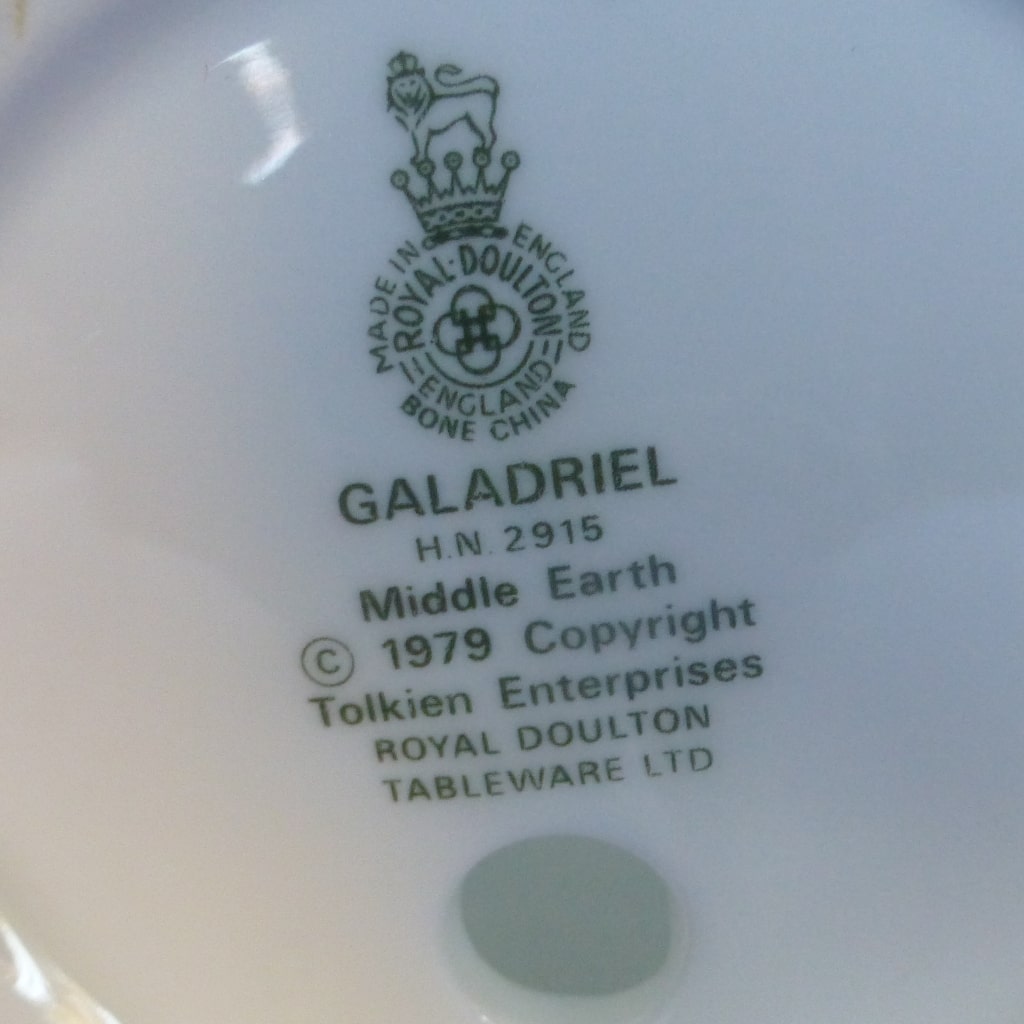 MADE IN ENGLAND
ROYAL·DOULTON
ENGLAND
BONE CHINA
GALADRIEL
H.N. 2915
Middle Earth
© 1979 Copyright
Tolkien Enterprises
ROYAL DOULTON
TABLEWARE LTD